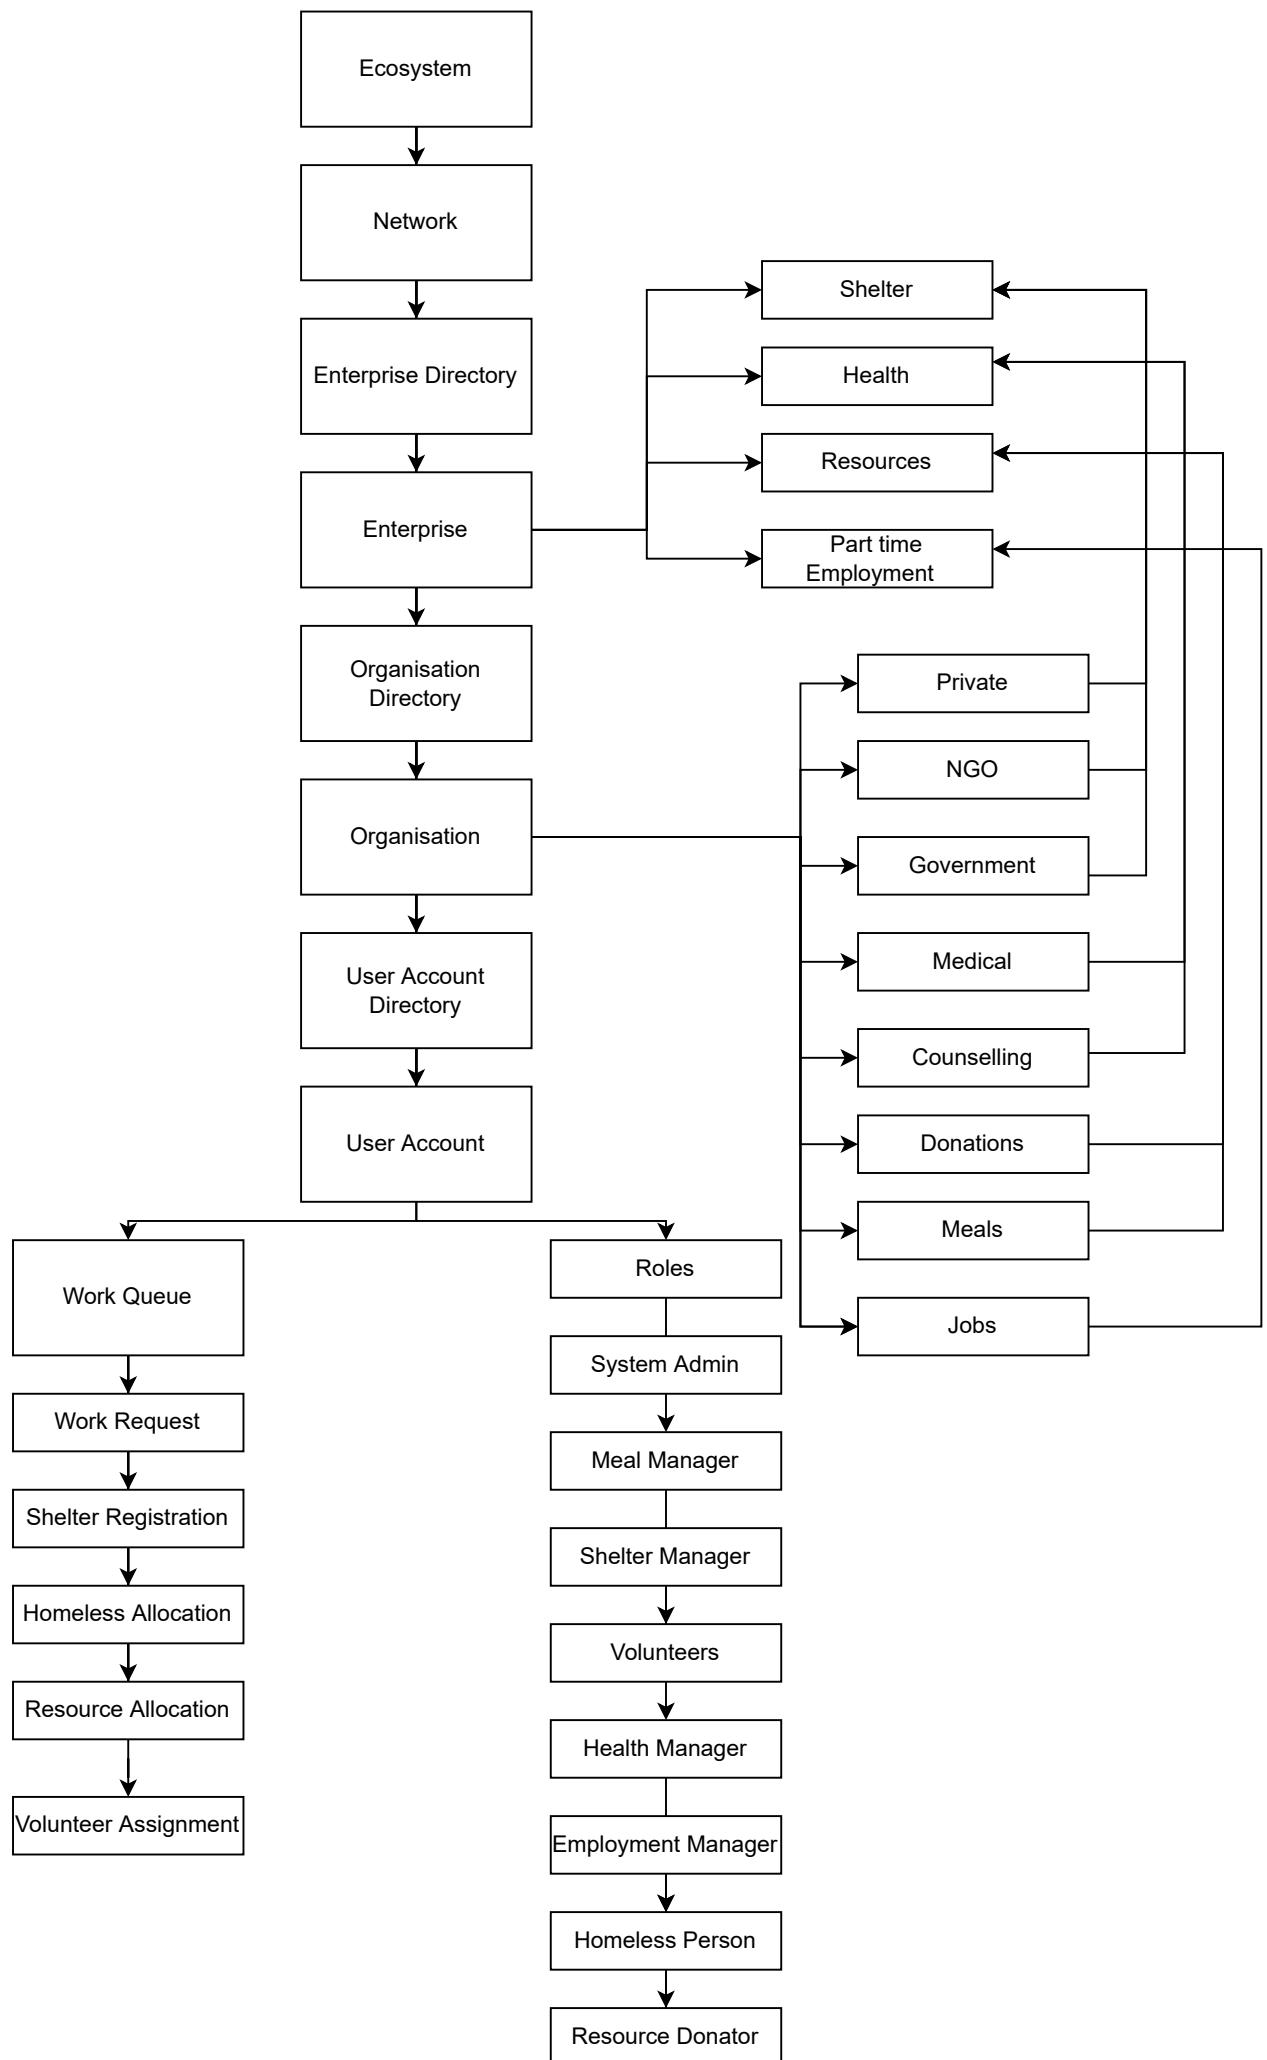 Ecosystem
Network
Enterprise Directory
Enterprise
Shelter
Health
Resources
Part time
Employment
Organisation
Directory
Organisation
Private
NGO
Government
Medical
Counselling
Donations
Meals
Jobs
User Account
Directory
User Account
Work Queue
Work Request
Shelter Registration
Homeless Allocation
Resource Allocation
Volunteer Assignment
Roles
System Admin
Meal Manager
Shelter Manager
Volunteers
Health Manager
Employment Manager
Homeless Person
Resource Donator